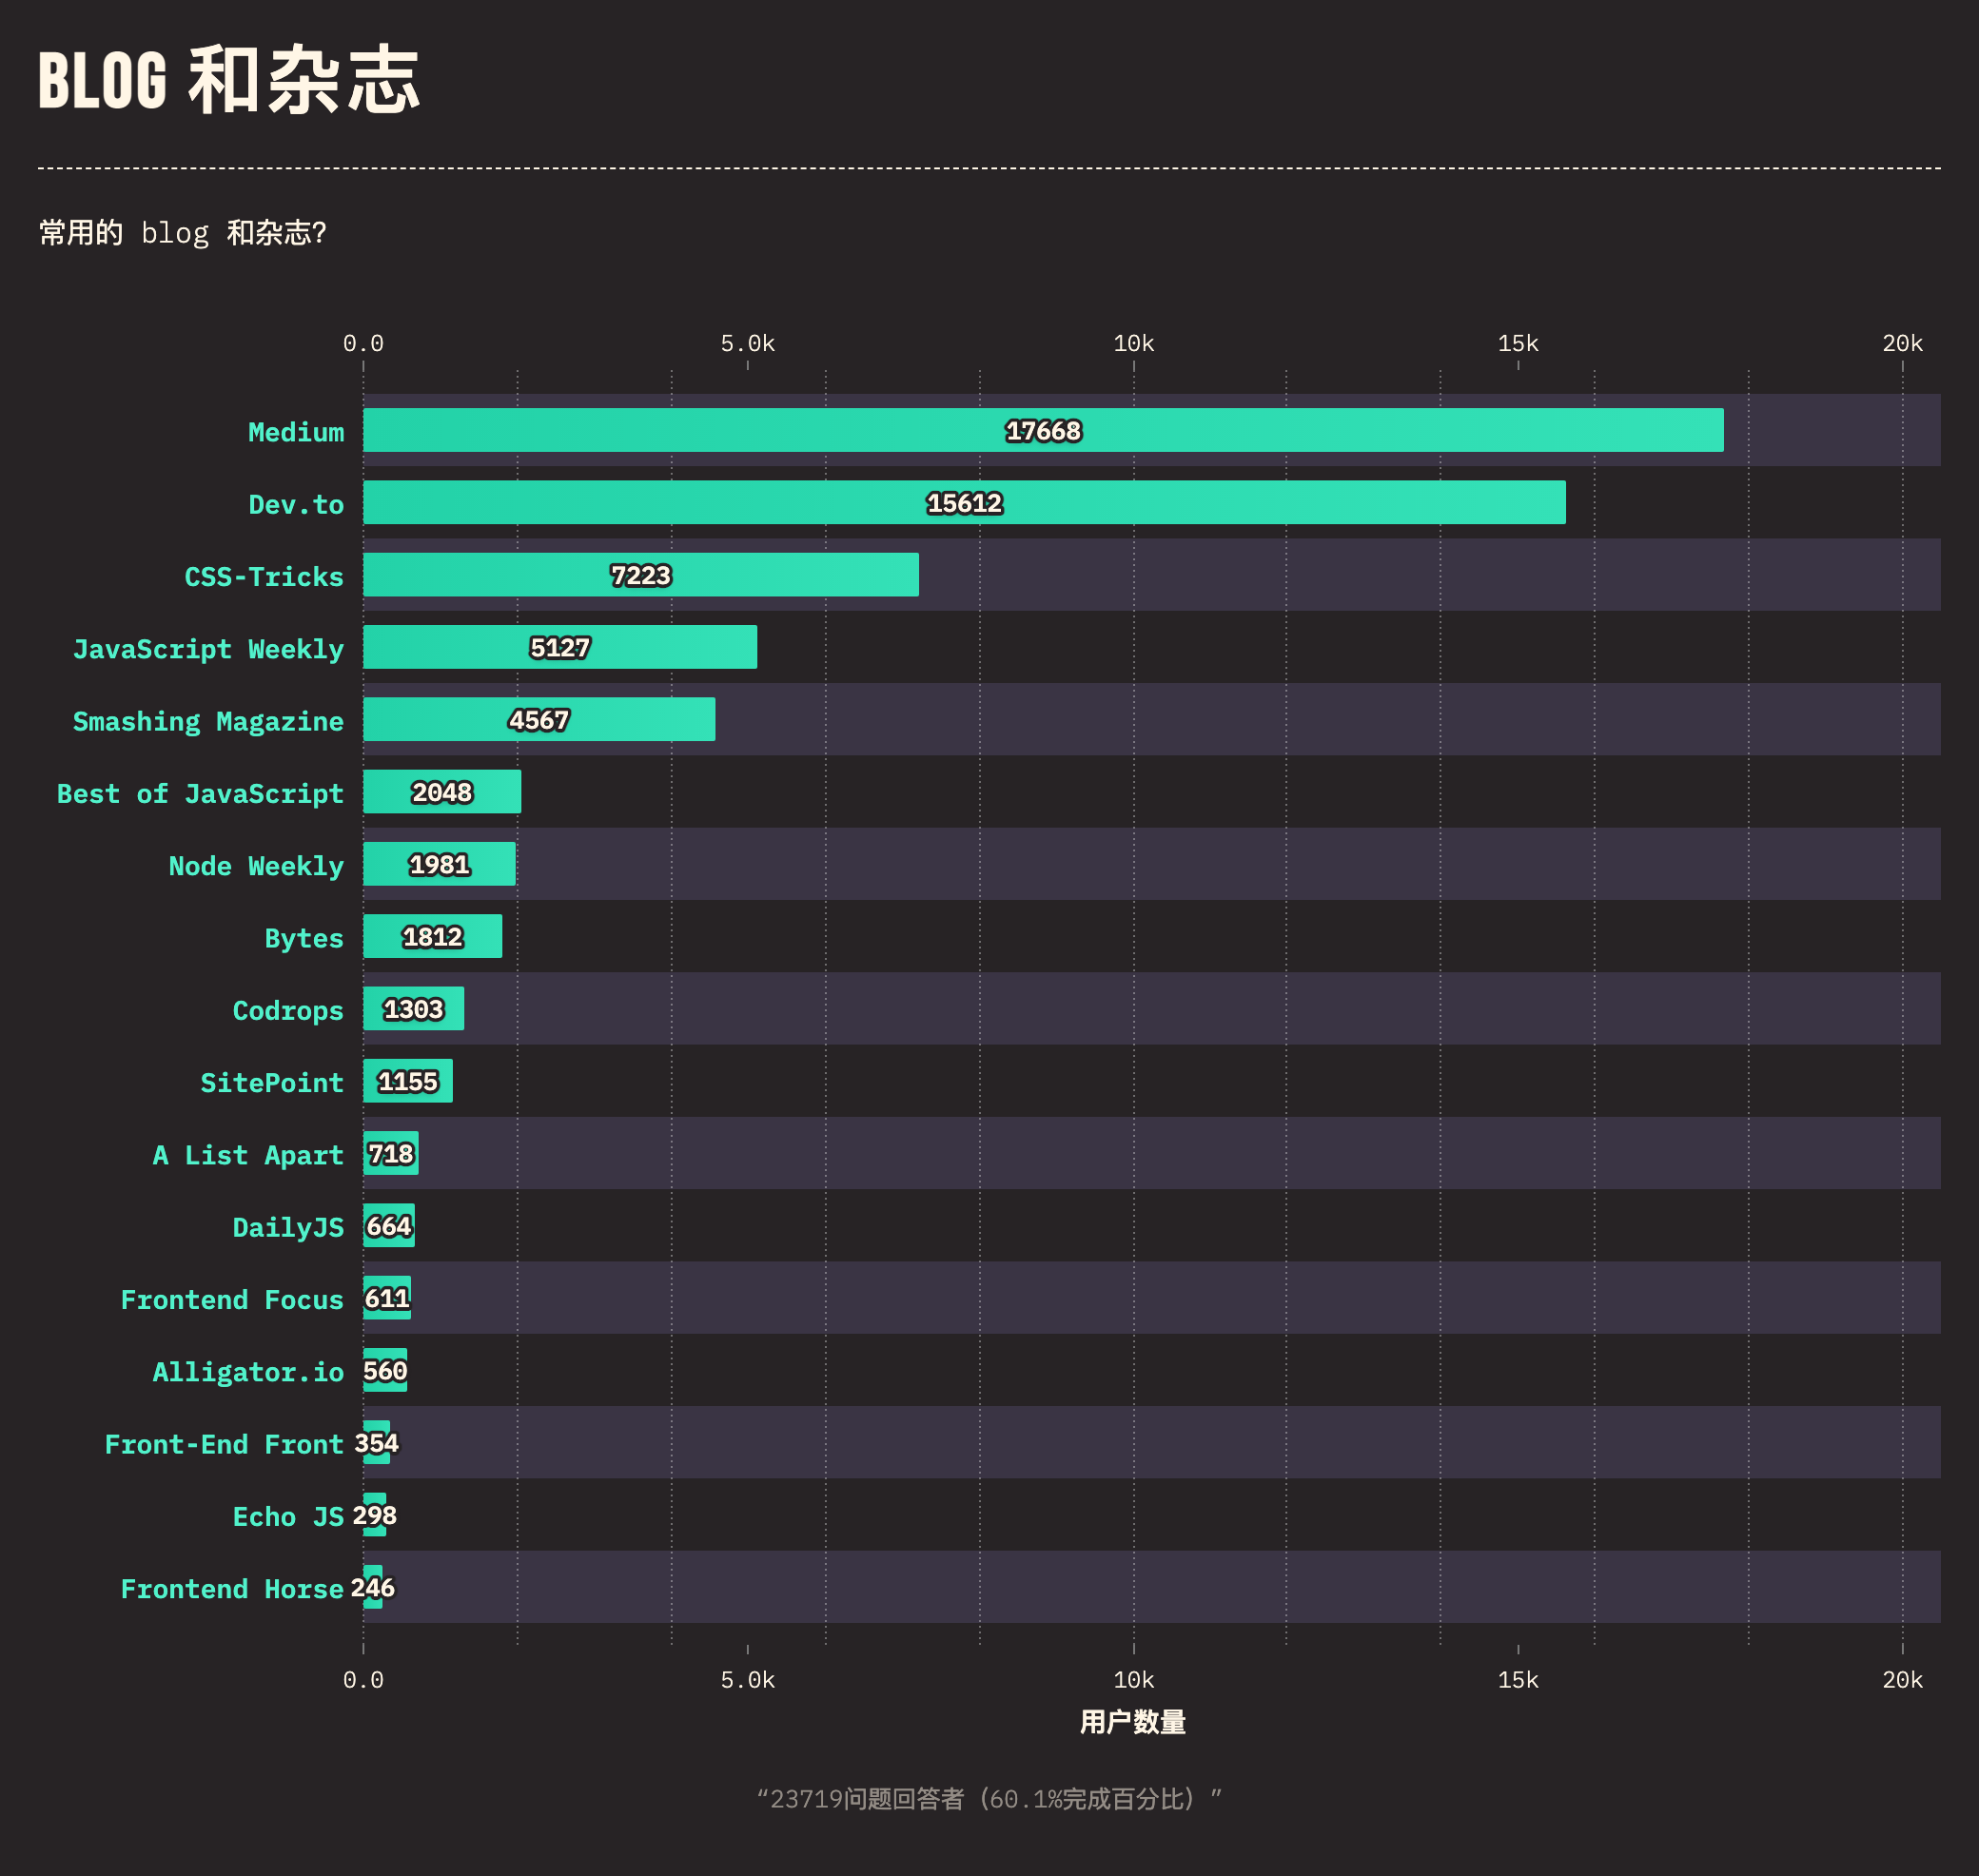 BLOG 和杂志
常用的 blog 和杂志？
0.0 5.0k 10k 15k 20k
Medium 17668
Dev.to 15612
CSS-Tricks 7223
JavaScript Weekly 5127
Smashing Magazine 4567
Best of JavaScript 2048
Node Weekly 1981
Bytes 1812
Codrops 1303
SitePoint 1155
A List Apart 718
DailyJS 664
Frontend Focus 611
Alligator.io 560
Front-End Front 354
Echo JS 298
Frontend Horse 246
0.0 5.0k 10k 15k 20k
用户数量
“23719问题回答者（60.1%完成百分比）”